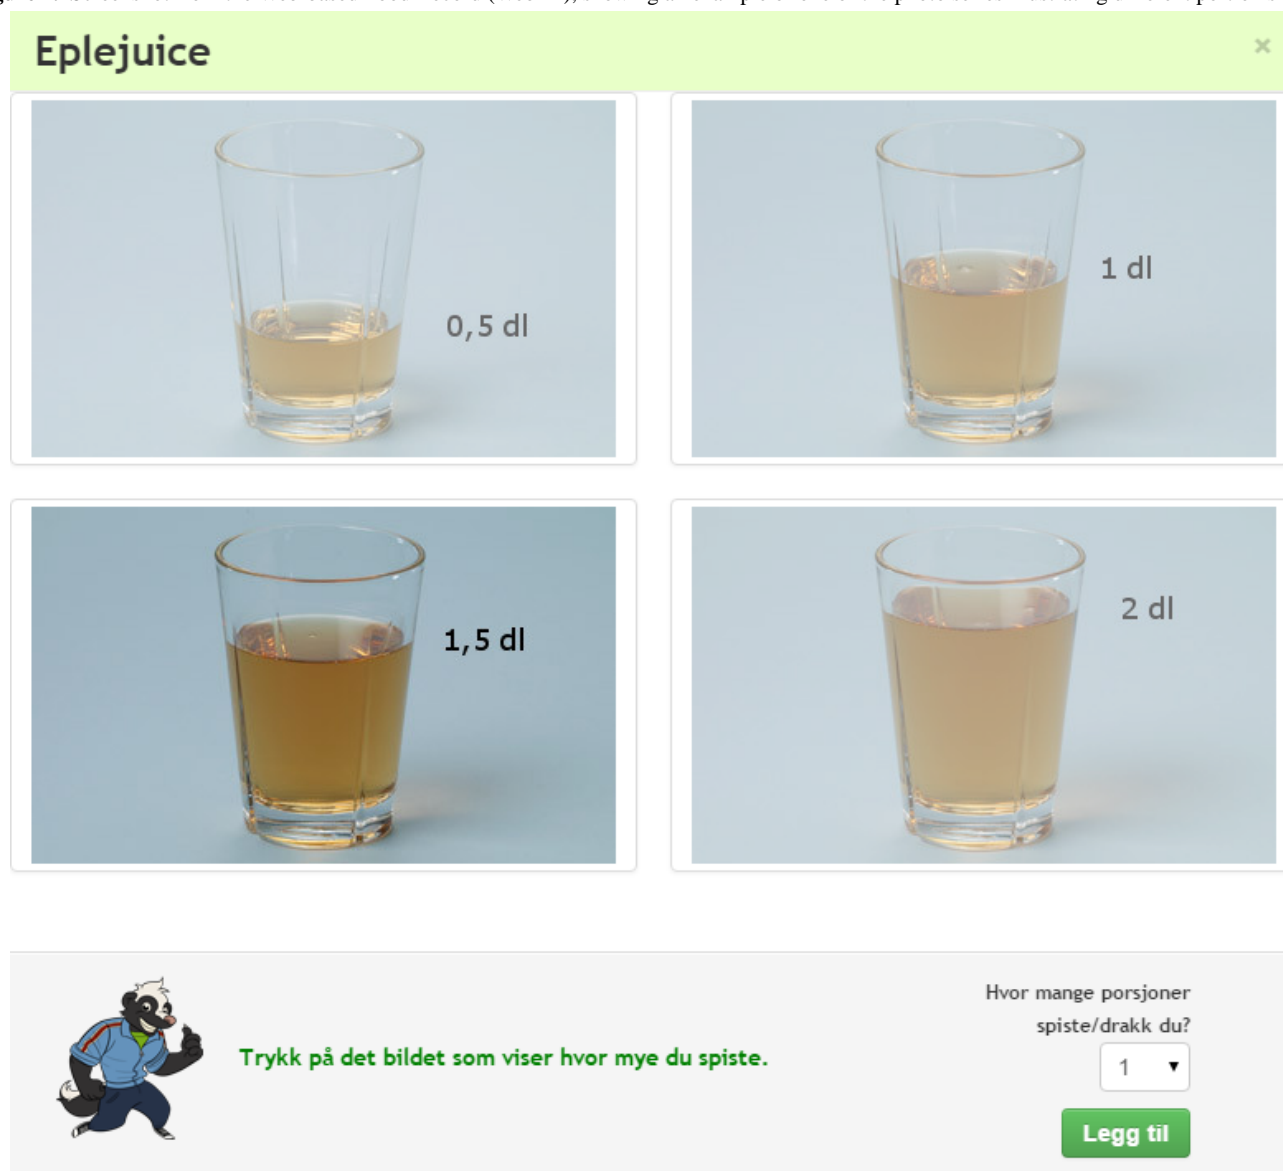 Eplejuice
×
0,5 dl
1 dl
1,5 dl
2 dl
Hvor mange porsjoner
spiste/drakk du?
Trykk på det bildet som viser hvor mye du spiste.
1
Legg til